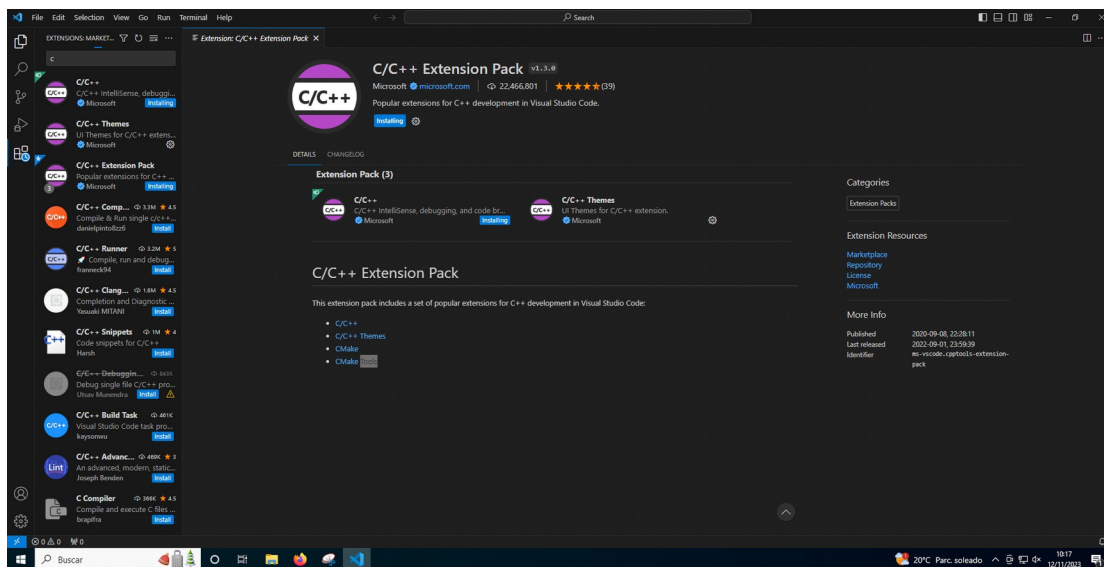 File Edit Selection View Go Run Terminal Help
Search
EXTENSIONS: MARKET...
Extension: C/C++ Extension Pack
c
C/C++
C/C++ IntelliSense, debuggi...
Microsoft Installing
C/C++ Themes
UI Themes for C/C++ extens...
Microsoft
C/C++ Extension Pack
Popular extensions for C++ ...
3 Microsoft Installing
C/C++ Comp... 3.3M 4.5
Compile & Run single c/c++...
danielpinto8zz6 Install
C/C++ Runner 3.2M 5
🚀 Compile, run and debug...
franneck94 Install
C/C++ Clang... 1.6M 4.5
Completion and Diagnostic ...
Yasuaki MITANI Install
C/C++ Snippets 1M 4
Code snippets for C/C++
Harsh Install
C/C++ Debuggin... 843K
Debug single file C/C++ pro...
Utsav Munendra Install
C/C++ Build Task 461K
Visual Studio Code task pro...
kaysonwu Install
C/C++ Advanc... 469K 3
An advanced, modern, static...
Joseph Benden Install
C Compiler 366K 4.5
Compile and execute C files ...
brapifra Install
C/C++
C/C++ Extension Pack v1.3.0
Microsoft microsoft.com 22,466,801 (39)
Popular extensions for C++ development in Visual Studio Code.
Installing
DETAILS CHANGELOG
Extension Pack (3)
C/C++
C/C++ IntelliSense, debugging, and code br...
Microsoft Installing
C/C++ Themes
UI Themes for C/C++ extension.
Microsoft
C/C++ Extension Pack
This extension pack includes a set of popular extensions for C++ development in Visual Studio Code:
C/C++
C/C++ Themes
CMake
CMake Tools
Categories
Extension Packs
Extension Resources
Marketplace
Repository
License
Microsoft
More Info
Published 2020-09-08, 22:28:11
Last released 2022-09-01, 23:59:39
Identifier ms-vscode.cpptools-extension-
pack
0 0 0
Buscar
20°C Parc. soleado
10:17
12/11/2023